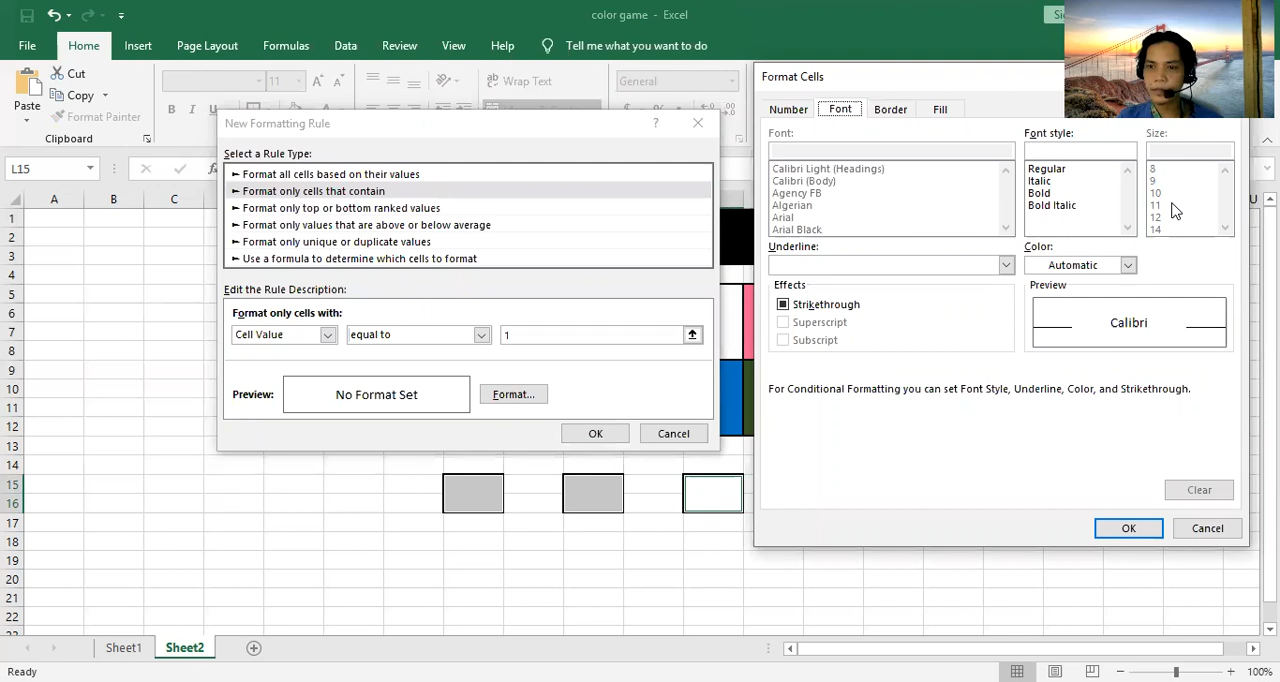 color game - Excel
File Home Insert Page Layout Formulas Data Review View Help Tell me what you want to do
Cut
Copy
Format Painter
Paste
Clipboard
11
B I U
Wrap Text
General
L15
New Formatting Rule
?
Select a Rule Type:
► Format all cells based on their values
► Format only cells that contain
► Format only top or bottom ranked values
► Format only values that are above or below average
► Format only unique or duplicate values
► Use a formula to determine which cells to format
Edit the Rule Description:
Format only cells with:
Cell Value equal to 1
Preview: No Format Set Format...
OK Cancel
Format Cells
Number Font Border Fill
Font: Font style: Size:
Calibri Light (Headings)
Calibri (Body)
Agency FB
Algerian
Arial
Arial Black
Regular
Italic
Bold
Bold Italic
8
9
10
11
12
14
Underline: Color:
Automatic
Effects
Strikethrough
Superscript
Subscript
Preview
Calibri
For Conditional Formatting you can set Font Style, Underline, Color, and Strikethrough.
Clear
OK Cancel
A B C U
1
2
3
4
5
6
7
8
9
10
11
12
13
14
15
16
17
18
19
20
21
22
Sheet1 Sheet2
Ready 100%